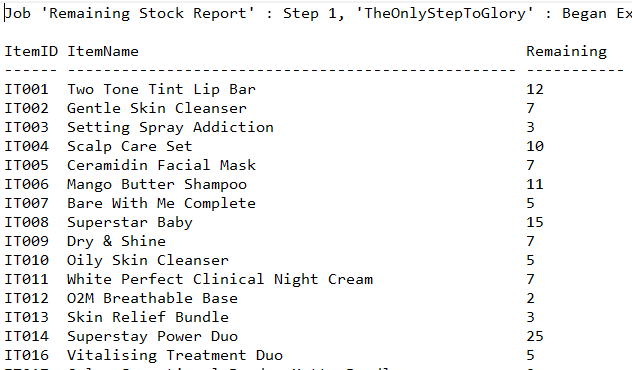 Job 'Remaining Stock Report' : Step 1, 'TheOnlyStepToGlory' : Began Ex
ItemID ItemName Remaining
------ -------------------------------------------------- -----------
IT001 Two Tone Tint Lip Bar 12
IT002 Gentle Skin Cleanser 7
IT003 Setting Spray Addiction 3
IT004 Scalp Care Set 10
IT005 Ceramidin Facial Mask 7
IT006 Mango Butter Shampoo 11
IT007 Bare With Me Complete 5
IT008 Superstar Baby 15
IT009 Dry & Shine 7
IT010 Oily Skin Cleanser 5
IT011 White Perfect Clinical Night Cream 7
IT012 O2M Breathable Base 2
IT013 Skin Relief Bundle 3
IT014 Superstay Power Duo 25
IT016 Vitalising Treatment Duo 5